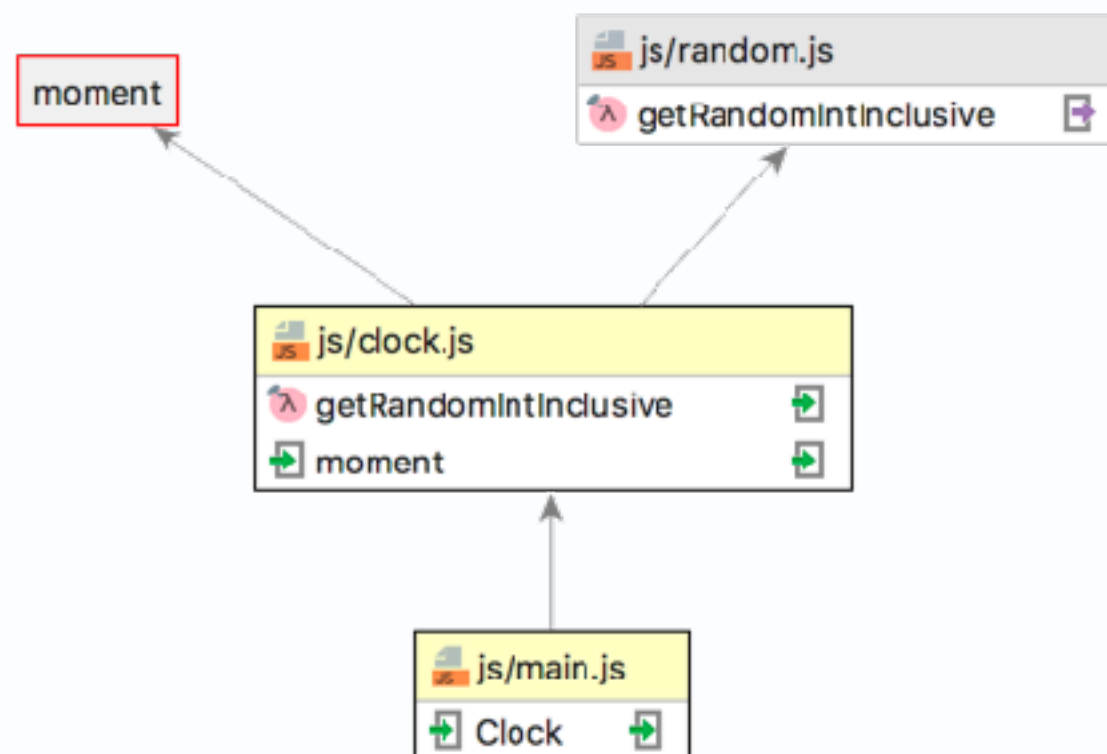 moment
js/random.js
λ getRandomIntInclusive
js/clock.js
λ getRandomIntInclusive
moment
js/main.js
Clock